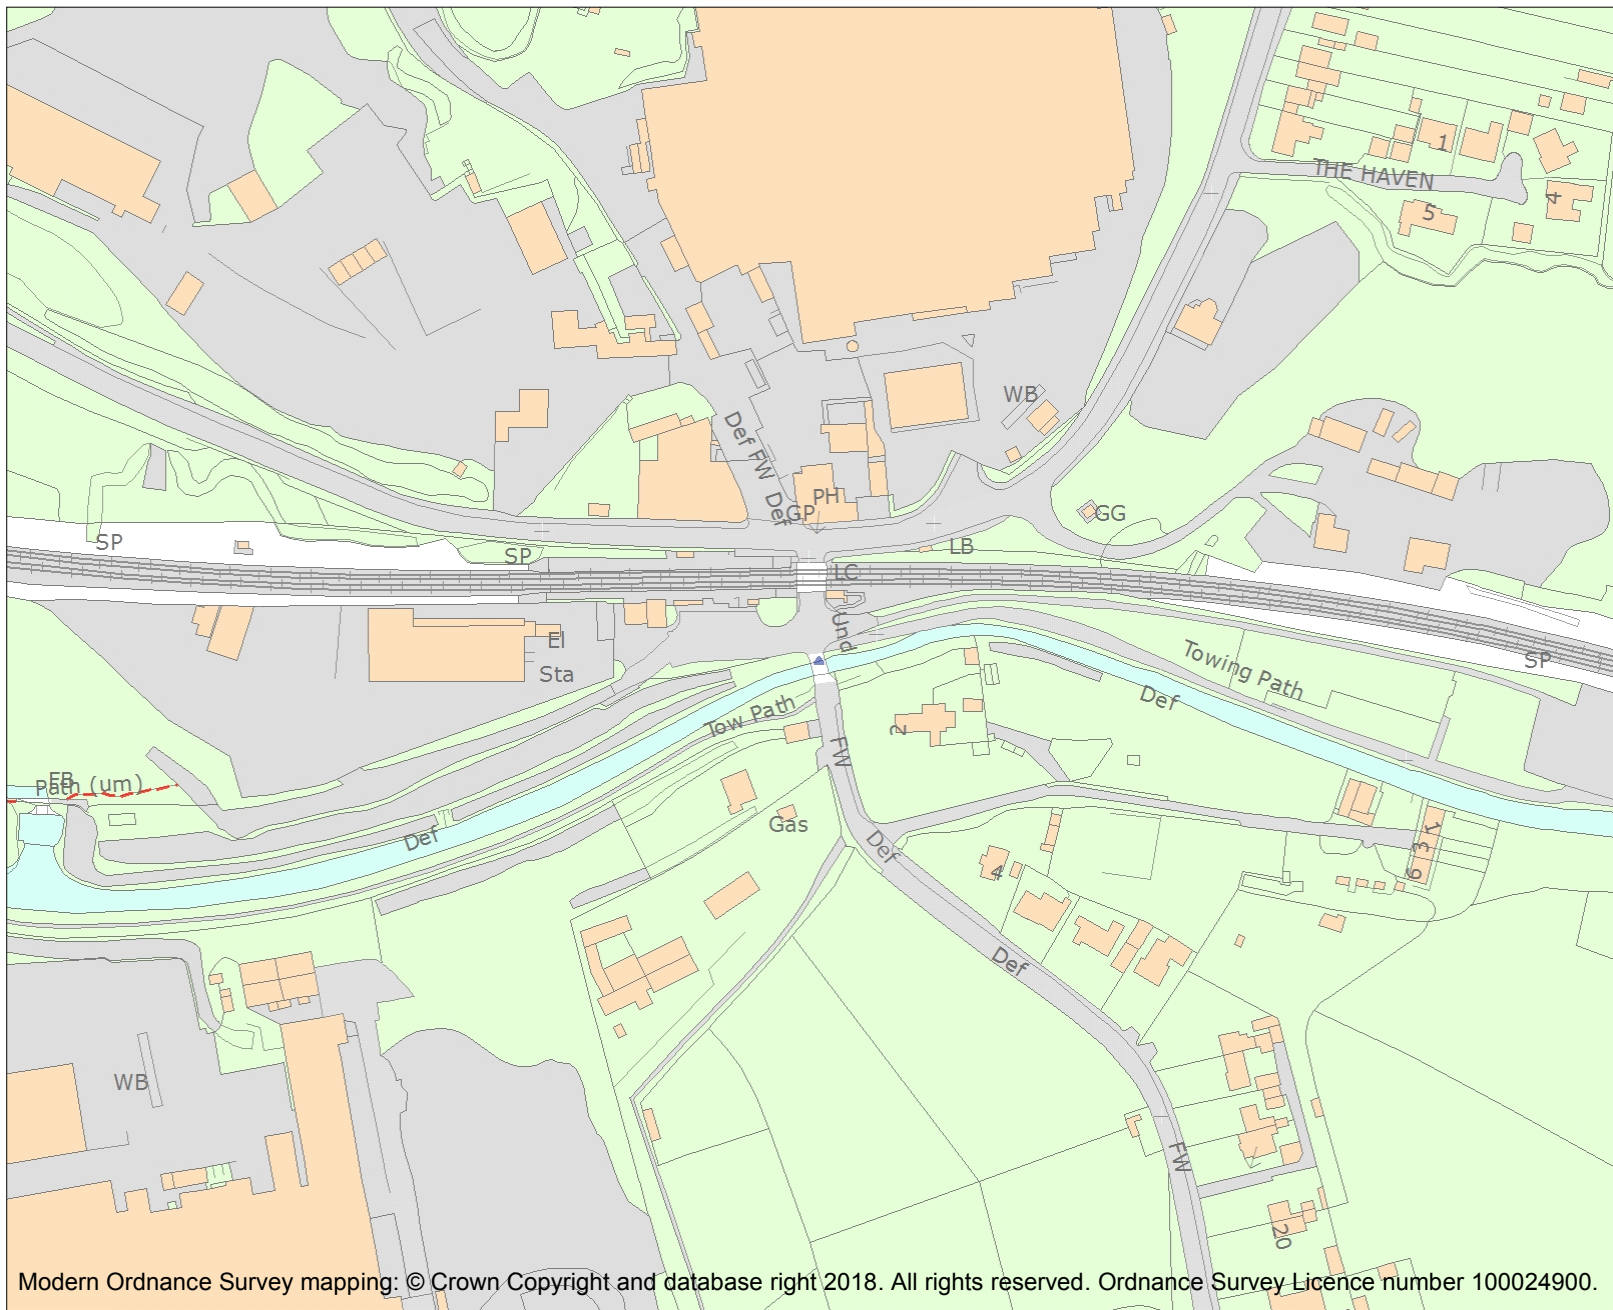 THE HAVEN
1
4
5
WB
Def FW Def
PH
GP
GG
SP
SP
LB
LC
1
Und
El
Sta
Towing Path
SP
Def
Tow Path
2
FW
FB
Path (um)
Def
Gas
Def
4
1
3
6
Def
WB
FW
20
Modern Ordnance Survey mapping: © Crown Copyright and database right 2018. All rights reserved. Ordnance Survey Licence number 100024900.